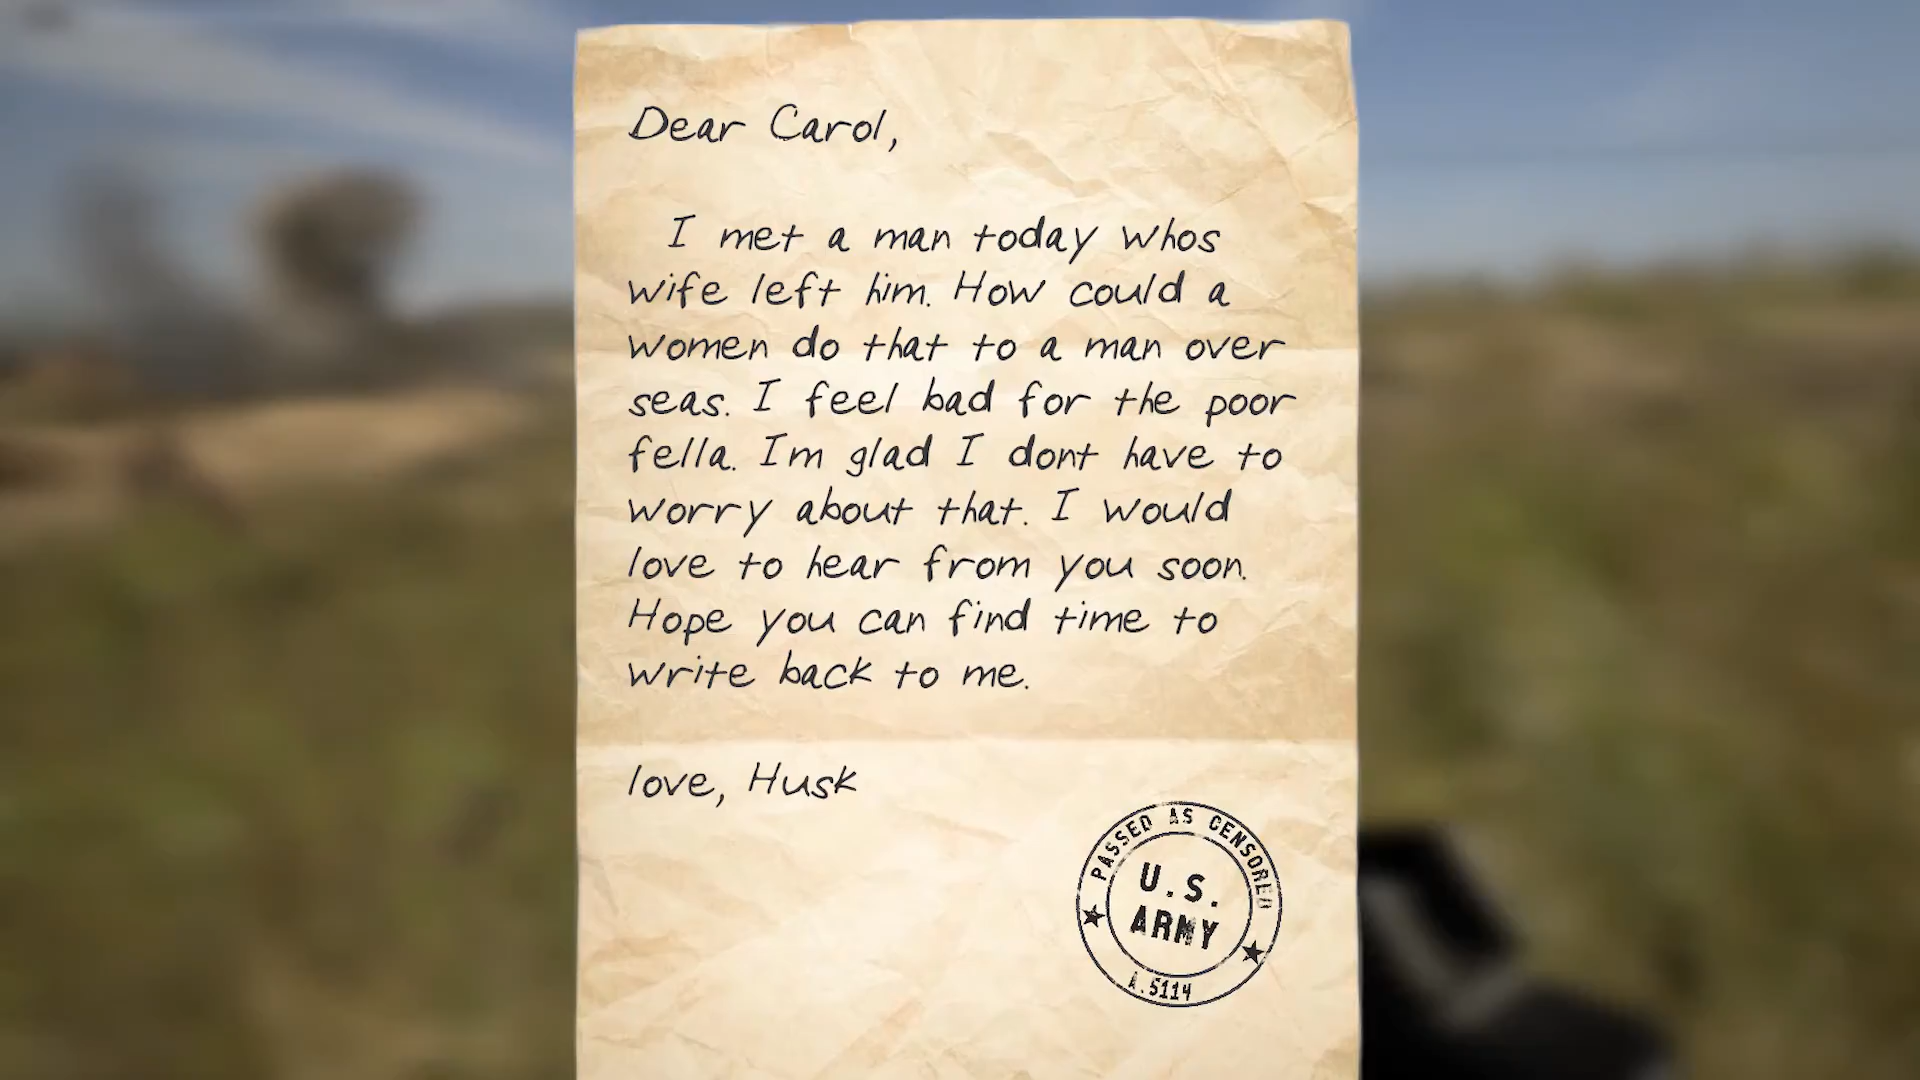 Dear Carol,
I met a man today whos
wife left him. How could a
women do that to a man over
seas. I feel bad for the poor
fella. Im glad I dont have to
worry about that. I would
love to hear from you soon.
Hope you can find time to
write back to me.
love, Husk
PASSED AS CENSORED
U.S.
ARMY
A.5114